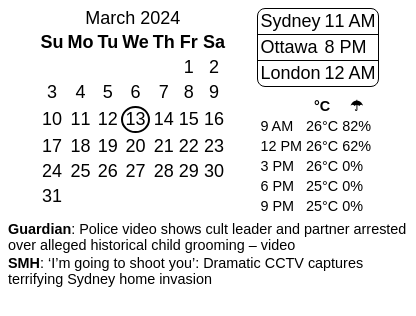 March 2024
Su Mo Tu We Th Fr Sa
1 2
3 4 5 6 7 8 9
10 11 12 13 14 15 16
17 18 19 20 21 22 23
24 25 26 27 28 29 30
31
Sydney 11 AM
Ottawa 8 PM
London 12 AM
°C ☂
9 AM 26°C 82%
12 PM 26°C 62%
3 PM 26°C 0%
6 PM 25°C 0%
9 PM 25°C 0%
Guardian: Police video shows cult leader and partner arrested
over alleged historical child grooming – video
SMH: ‘I’m going to shoot you’: Dramatic CCTV captures
terrifying Sydney home invasion